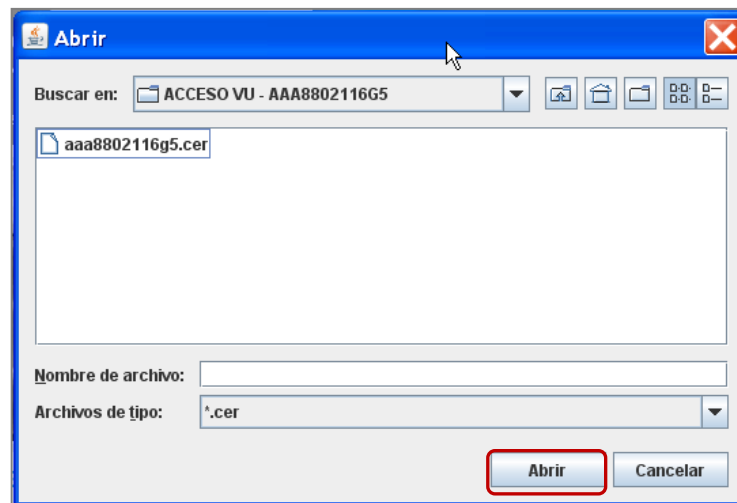 Abrir
Buscar en: ACCESO VU - AAA8802116G5
aaa8802116g5.cer
Nombre de archivo:
Archivos de tipo: *.cer
Abrir Cancelar